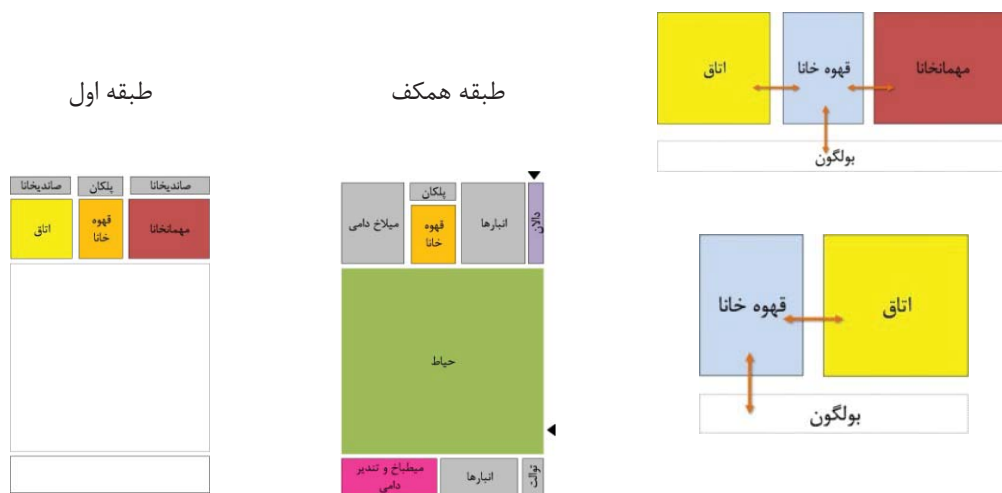 مهمانخانا
قهوه خانا
اتاق
بولگون
اتاق
قهوه خانا
بولگون
طبقه همکف
دالان
انبارها
پلکان
قهوه
خانا
میلاخ دامی
حیاط
توالت
انبارها
میطباخ و تندیر
دامی
طبقه اول
صاندیخانا
پلکان
صاندیخانا
مهمانخانا
قهوه
خانا
اتاق